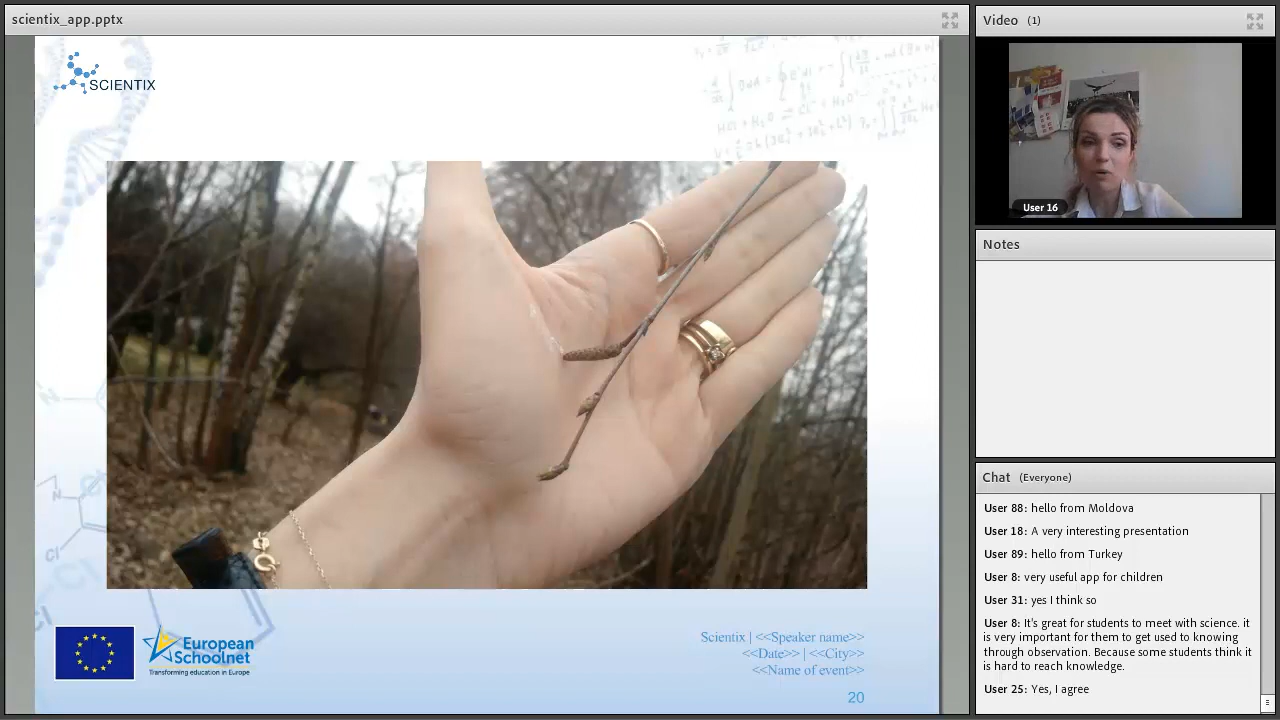 scientix_app.pptx
SCIENTIX
European
Schoolnet
Transforming education in Europe
Scientix | <<Speaker name>>
<<Date>> | <<City>>
<<Name of event>>
20
Video (1)
User 16
Notes
Chat (Everyone)
User 88: hello from Moldova
User 18: A very interesting presentation
User 89: hello from Turkey
User 8: very useful app for children
User 31: yes I think so
User 8: It's great for students to meet with science. it
is very important for them to get used to knowing
through observation. Because some students think it
is hard to reach knowledge.
User 25: Yes, I agree